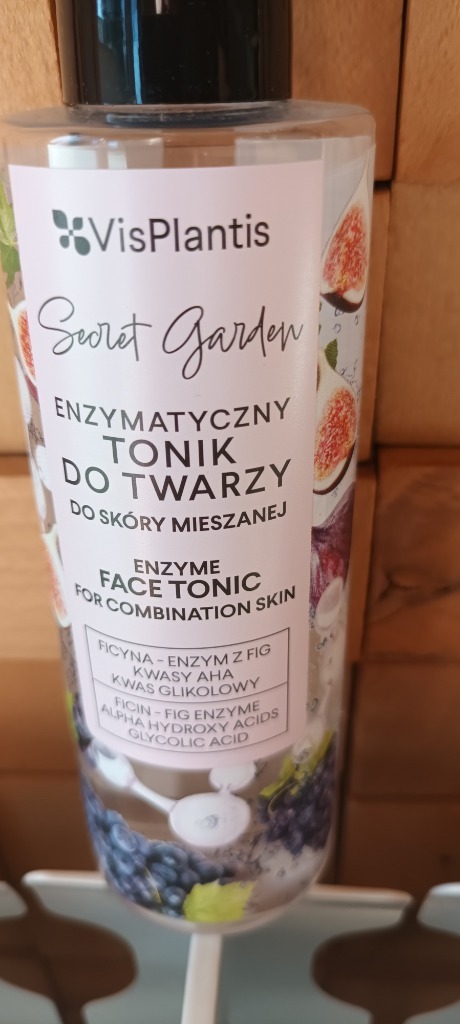 VisPlantis
Secret Garden
ENZYMATYCZNY
TONIK
DO TWARZY
DO SKÓRY MIESZANEJ
ENZYME
FACE TONIC
FOR COMBINATION SKIN
FICYNA - ENZYM Z FIG
KWASY AHA
KWAS GLIKOLOWY
FICIN - FIG ENZYME
ALPHA HYDROXY ACIDS
GLYCOLIC ACID